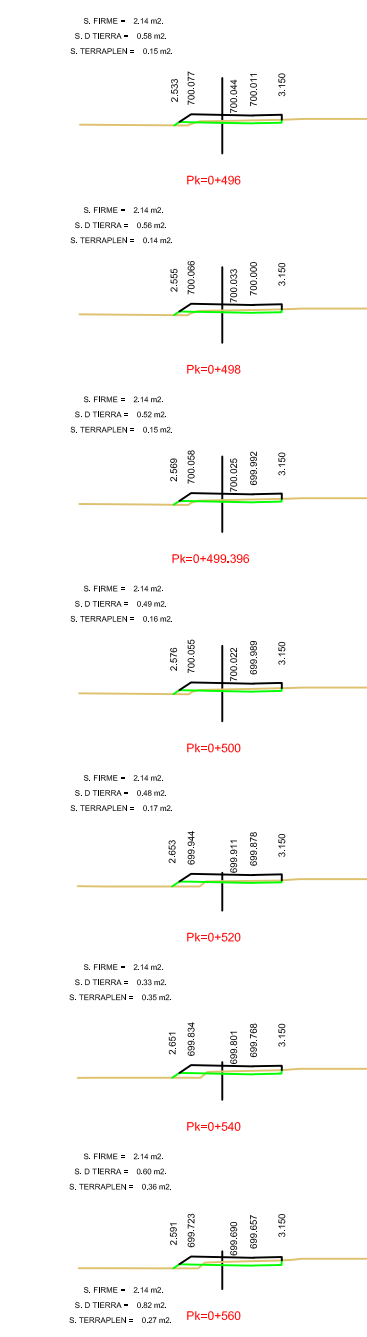 S. FIRME = 2.14 m2.
S. D TIERRA = 0.58 m2.
S. TERRAPLEN = 0.15 m2.
2.533 700.077 700.044 700.011 3.150
Pk=0+496
S. FIRME = 2.14 m2.
S. D TIERRA = 0.56 m2.
S. TERRAPLEN = 0.14 m2.
2.555 700.066 700.033 700.000 3.150
Pk=0+498
S. FIRME = 2.14 m2.
S. D TIERRA = 0.52 m2.
S. TERRAPLEN = 0.15 m2.
2.569 700.058 700.025 699.992 3.150
Pk=0+499.396
S. FIRME = 2.14 m2.
S. D TIERRA = 0.49 m2.
S. TERRAPLEN = 0.16 m2.
2.576 700.055 700.022 699.989 3.150
Pk=0+500
S. FIRME = 2.14 m2.
S. D TIERRA = 0.48 m2.
S. TERRAPLEN = 0.17 m2.
2.653 699.944 699.911 699.878 3.150
Pk=0+520
S. FIRME = 2.14 m2.
S. D TIERRA = 0.33 m2.
S. TERRAPLEN = 0.35 m2.
2.651 699.834 699.801 699.768 3.150
Pk=0+540
S. FIRME = 2.14 m2.
S. D TIERRA = 0.60 m2.
S. TERRAPLEN = 0.36 m2.
2.591 699.723 699.690 699.657 3.150
S. FIRME = 2.14 m2.
S. D TIERRA = 0.82 m2.
Pk=0+560
S. TERRAPLEN = 0.27 m2.